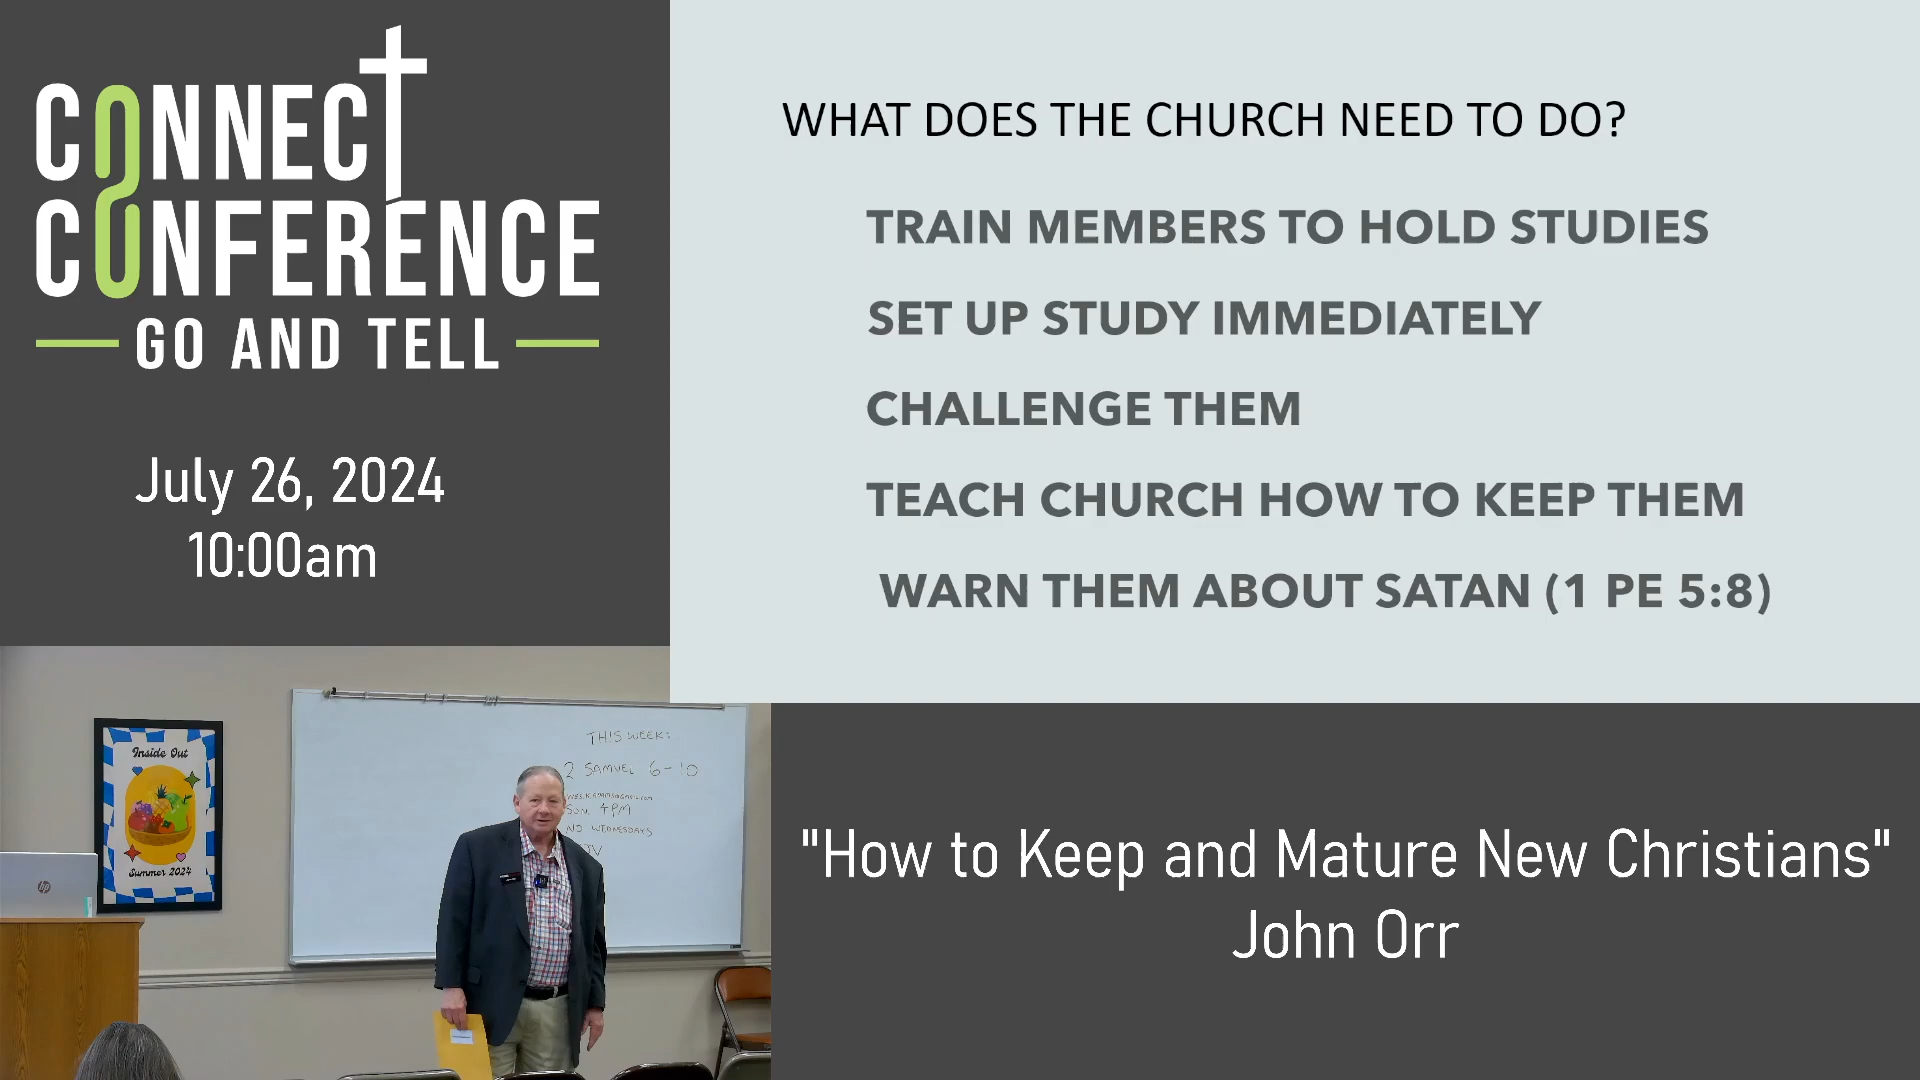 CONNECT
CONFERENCE
GO AND TELL
July 26, 2024
10:00am
WHAT DOES THE CHURCH NEED TO DO?
TRAIN MEMBERS TO HOLD STUDIES
SET UP STUDY IMMEDIATELY
CHALLENGE THEM
TEACH CHURCH HOW TO KEEP THEM
WARN THEM ABOUT SATAN (1 PE 5:8)
Inside Out
Summer 2024
hp
THIS WEEK:
2 SAMUEL 6-10
SUN. 4PM
NO WEDNESDAYS
"How to Keep and Mature New Christians"
John Orr